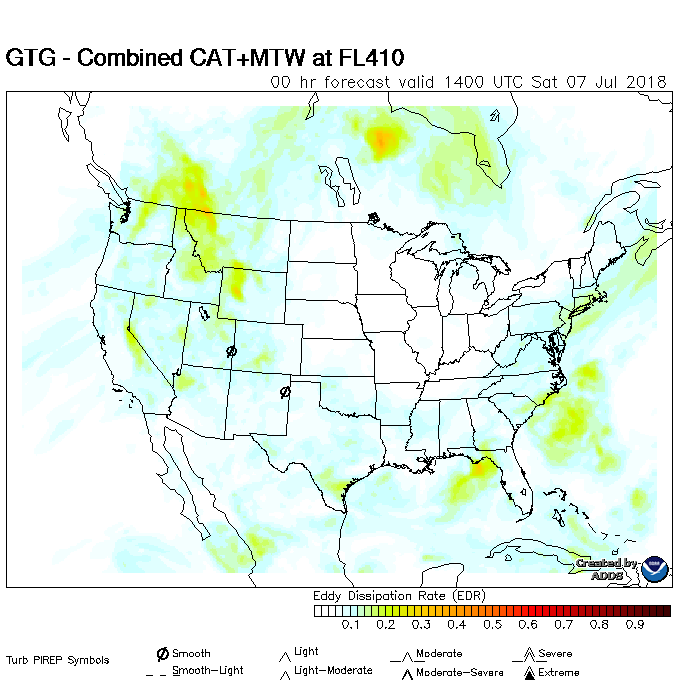 GTG - Combined CAT+MTW at FL410
00 hr forecast valid 1400 UTC Sat 07 Jul 2018
Created by
ADDS
Eddy Dissipation Rate (EDR)
0.1 0.2 0.3 0.4 0.5 0.6 0.7 0.8 0.9
Turb PIREP Symbols
Smooth Light Moderate Severe
Smooth-Light Light-Moderate Moderate-Severe Extreme